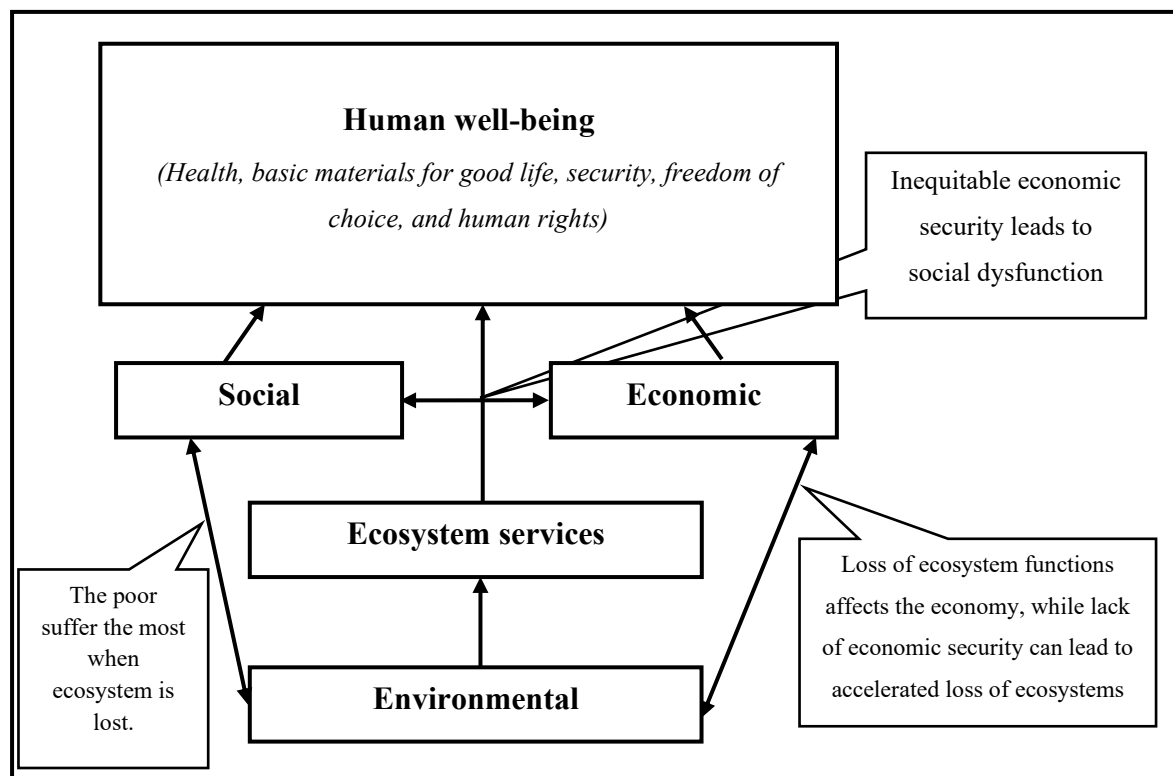 Human well-being
(Health, basic materials for good life, security, freedom of
choice, and human rights)
Inequitable economic
security leads to
social dysfunction
Social
Economic
Ecosystem services
The poor
suffer the most
when
ecosystem is
lost.
Loss of ecosystem functions
affects the economy, while lack
of economic security can lead to
accelerated loss of ecosystems
Environmental